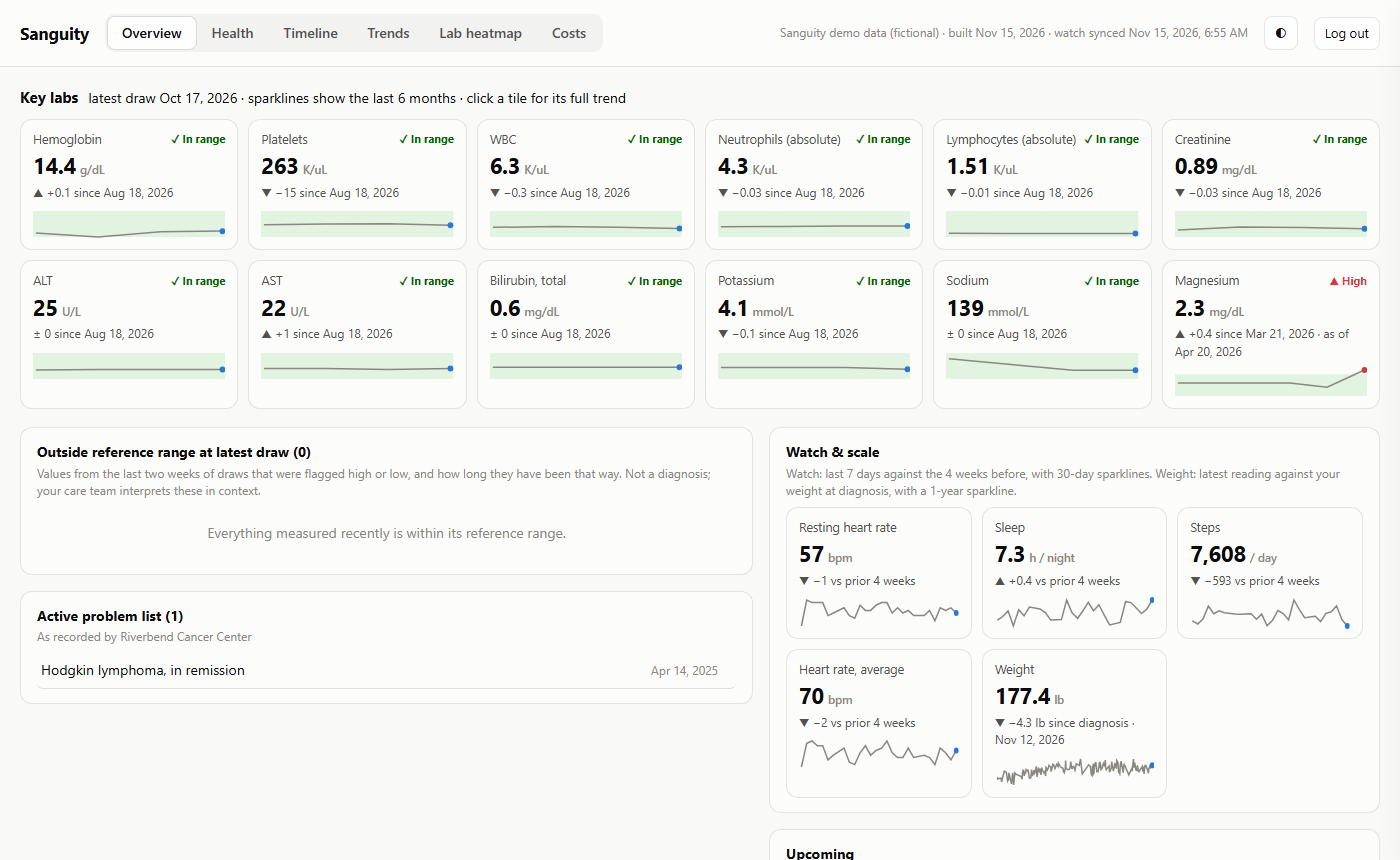 Sanguity Overview Health Timeline Trends Lab heatmap Costs Sanguity demo data (fictional) · built Nov 15, 2026 · watch synced Nov 15, 2026, 6:55 AM Log out
Key labs latest draw Oct 17, 2026 · sparklines show the last 6 months · click a tile for its full trend
Hemoglobin ✓ In range
14.4 g/dL
▲ +0.1 since Aug 18, 2026
Platelets ✓ In range
263 K/uL
▼ −15 since Aug 18, 2026
WBC ✓ In range
6.3 K/uL
▼ −0.3 since Aug 18, 2026
Neutrophils (absolute) ✓ In range
4.3 K/uL
▼ −0.03 since Aug 18, 2026
Lymphocytes (absolute) ✓ In range
1.51 K/uL
▼ −0.01 since Aug 18, 2026
Creatinine ✓ In range
0.89 mg/dL
▼ −0.03 since Aug 18, 2026
ALT ✓ In range
25 U/L
± 0 since Aug 18, 2026
AST ✓ In range
22 U/L
▲ +1 since Aug 18, 2026
Bilirubin, total ✓ In range
0.6 mg/dL
± 0 since Aug 18, 2026
Potassium ✓ In range
4.1 mmol/L
▼ −0.1 since Aug 18, 2026
Sodium ✓ In range
139 mmol/L
± 0 since Aug 18, 2026
Magnesium ▲ High
2.3 mg/dL
▲ +0.4 since Mar 21, 2026 · as of
Apr 20, 2026
Outside reference range at latest draw (0)
Values from the last two weeks of draws that were flagged high or low, and how long they have been that way. Not a diagnosis;
your care team interprets these in context.
Everything measured recently is within its reference range.
Active problem list (1)
As recorded by Riverbend Cancer Center
Hodgkin lymphoma, in remission Apr 14, 2025
Watch & scale
Watch: last 7 days against the 4 weeks before, with 30-day sparklines. Weight: latest reading against your
weight at diagnosis, with a 1-year sparkline.
Resting heart rate
57 bpm
▼ −1 vs prior 4 weeks
Sleep
7.3 h / night
▲ +0.4 vs prior 4 weeks
Steps
7,608 / day
▼ −593 vs prior 4 weeks
Heart rate, average
70 bpm
▼ −2 vs prior 4 weeks
Weight
177.4 lb
▼ −4.3 lb since diagnosis ·
Nov 12, 2026
Upcoming